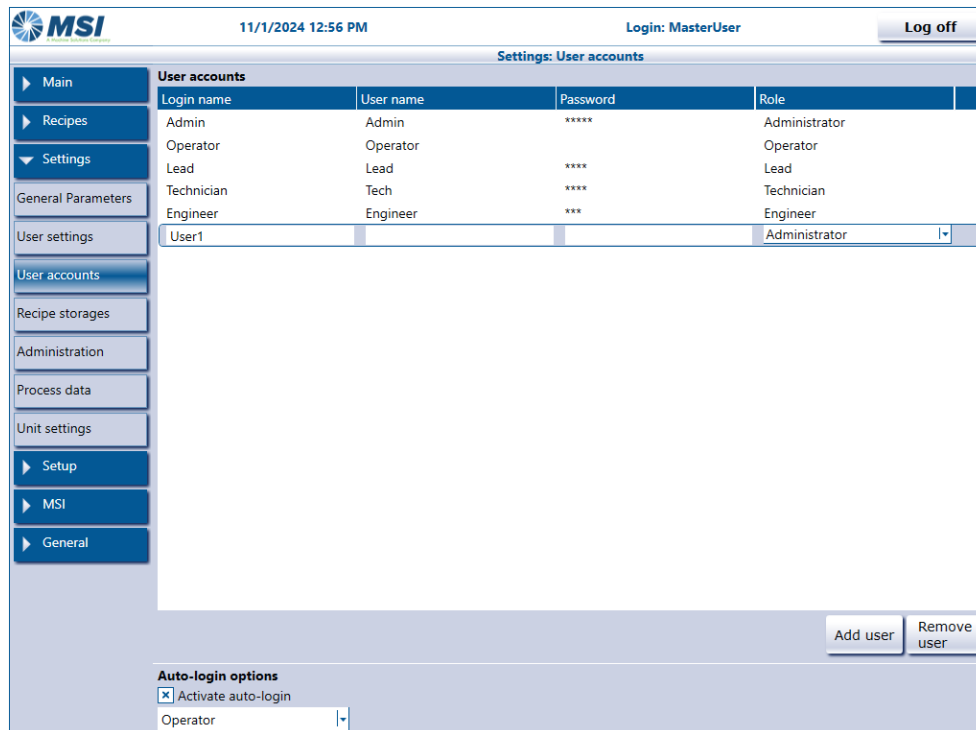 MSI
11/1/2024 12:56 PM
Login: MasterUser
Log off
Settings: User accounts
Main
Recipes
Settings
General Parameters
User settings
User accounts
Recipe storages
Administration
Process data
Unit settings
Setup
MSI
General
User accounts
Login name User name Password Role
Admin Admin ***** Administrator
Operator Operator Operator
Lead Lead **** Lead
Technician Tech **** Technician
Engineer Engineer *** Engineer
User1 Administrator
Add user
Remove
user
Auto-login options
Activate auto-login
Operator